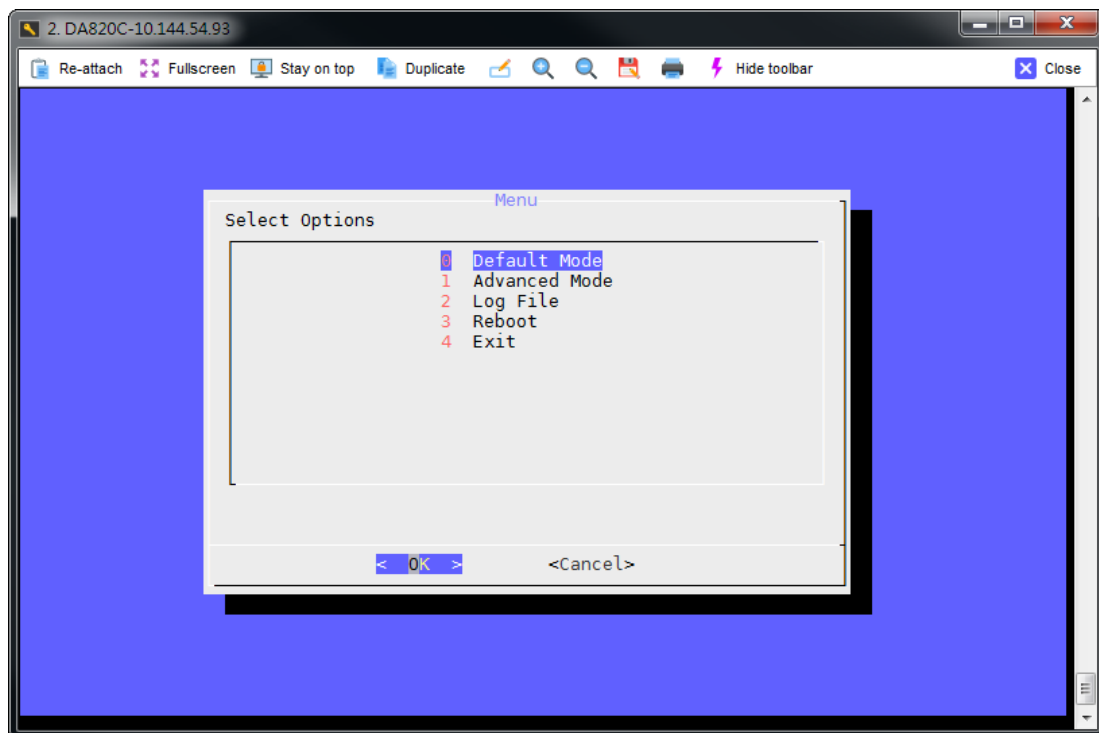 2. DA820C-10.144.54.93
Re-attach Fullscreen Stay on top Duplicate Hide toolbar Close
Menu
Select Options
0 Default Mode
1 Advanced Mode
2 Log File
3 Reboot
4 Exit
< OK > <Cancel>